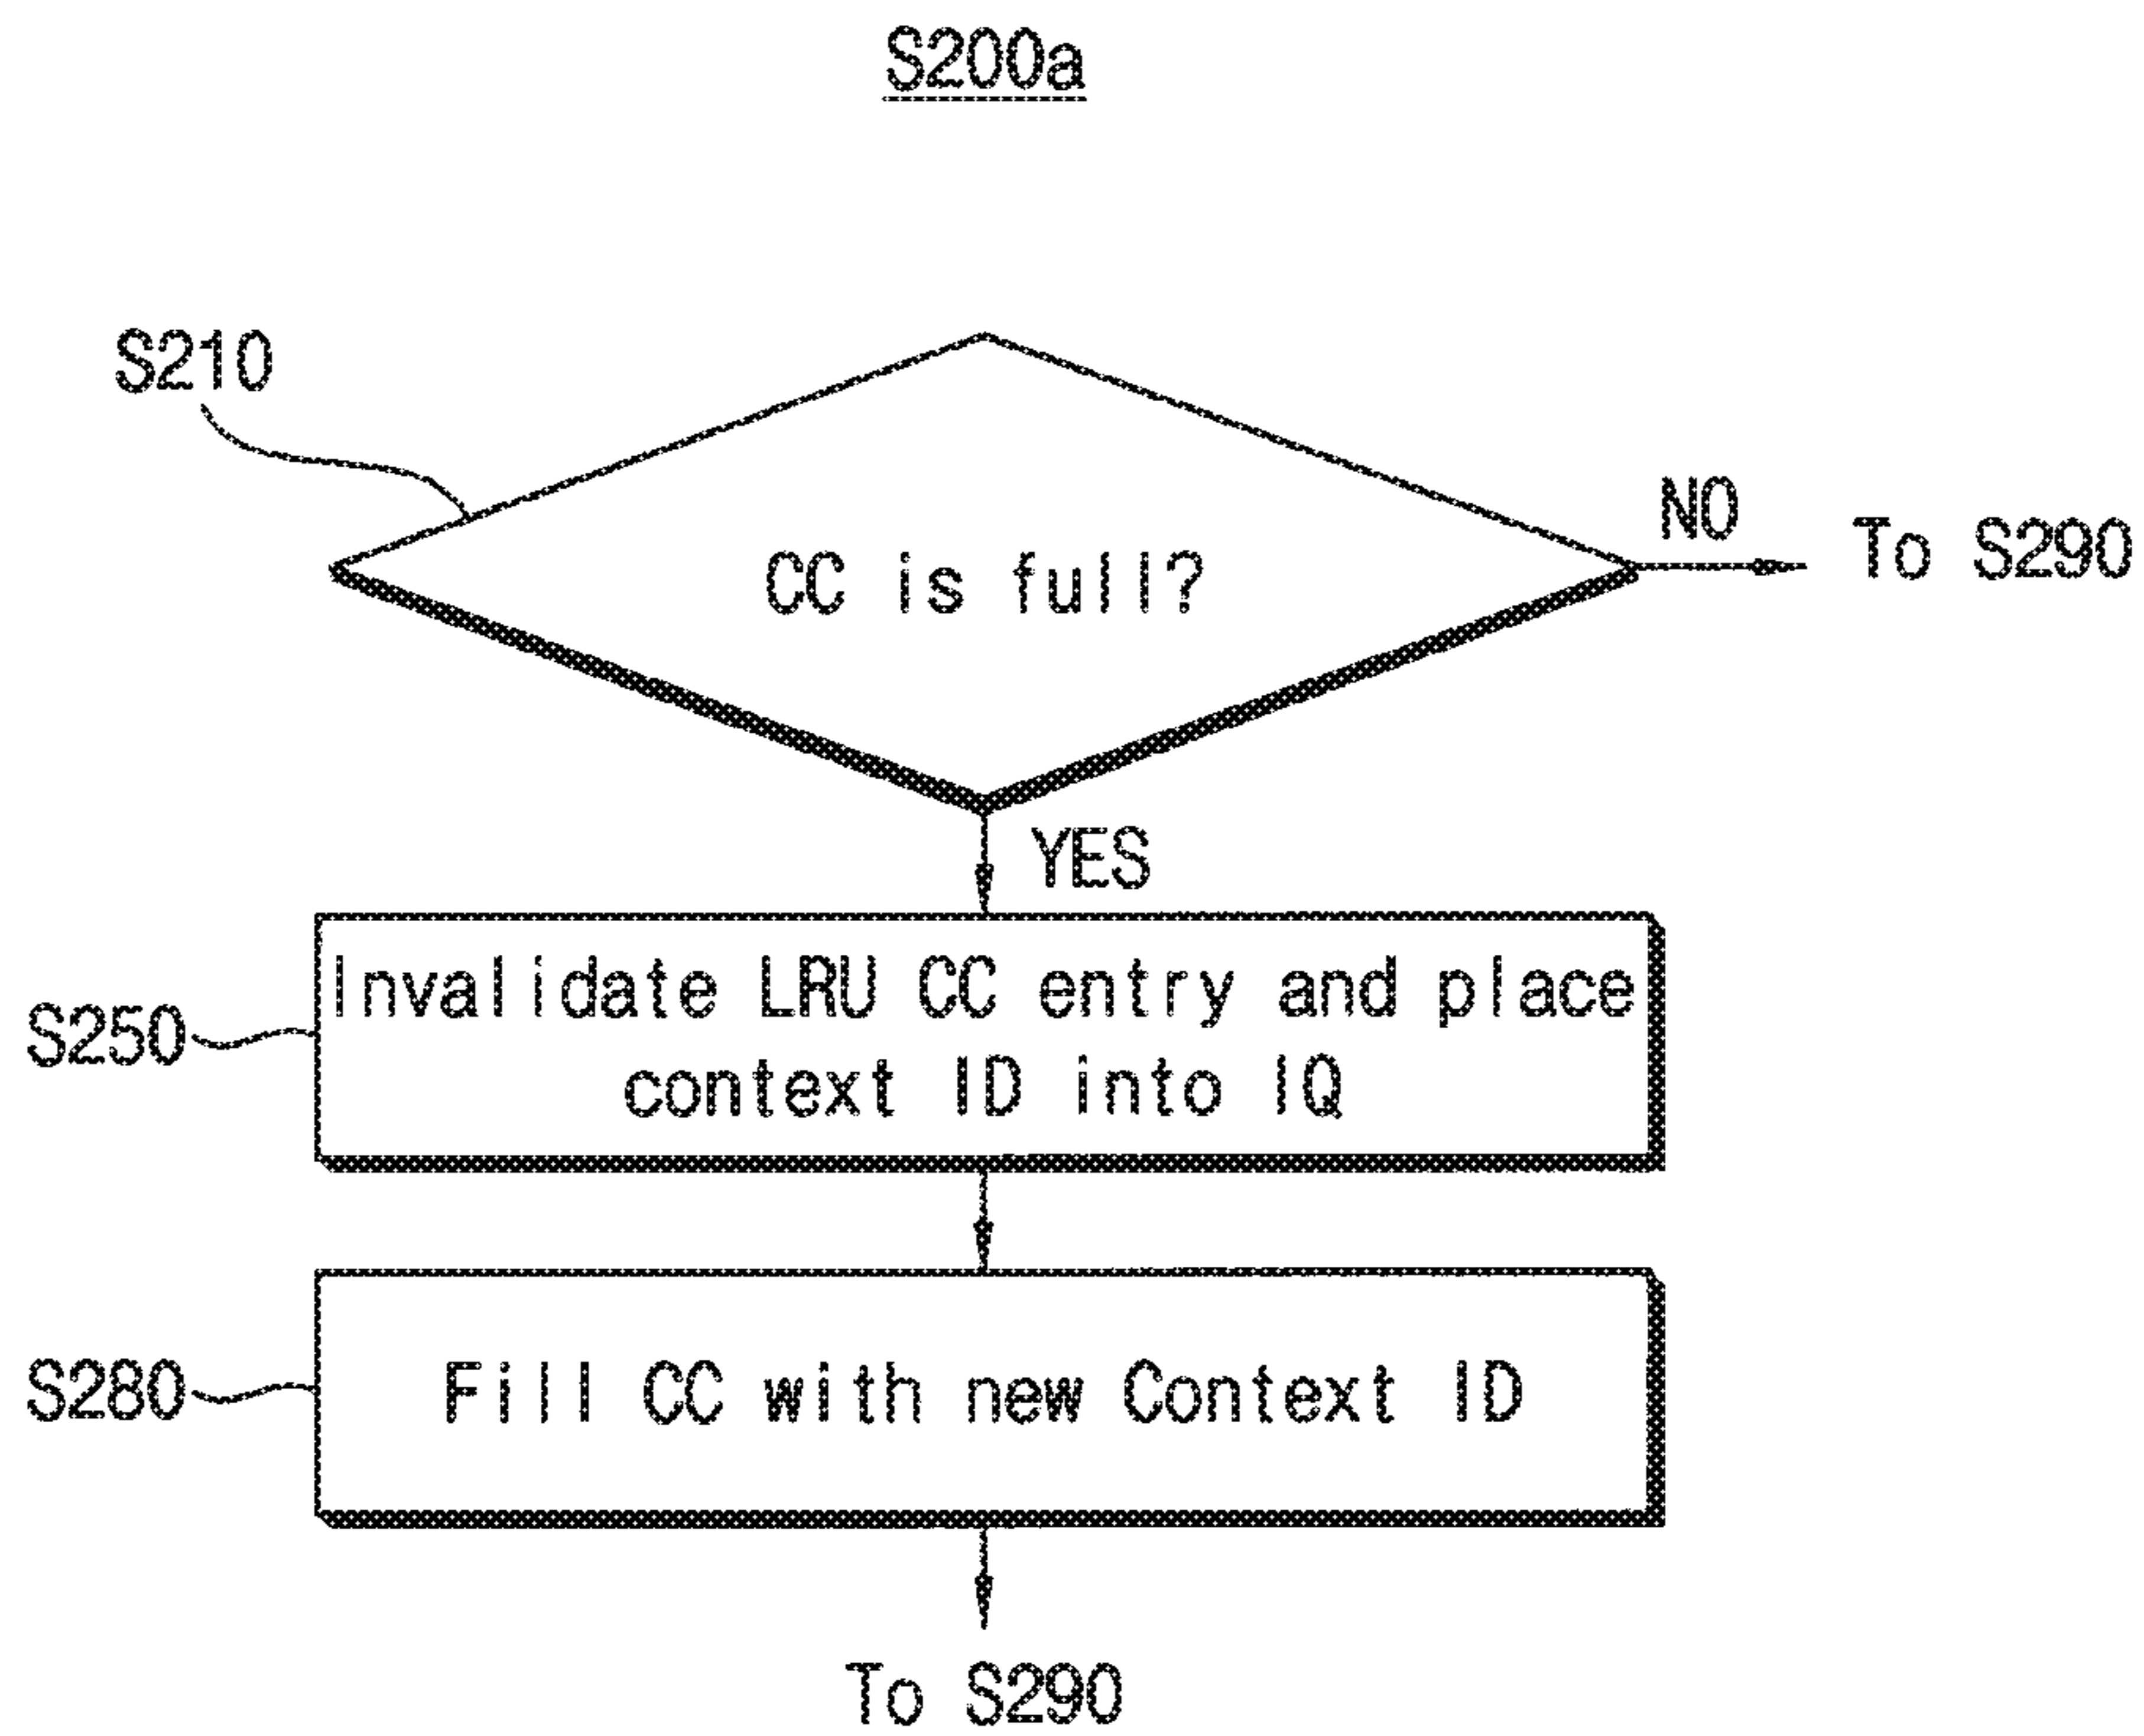 S200a
S210
CC is full?
NO
To S290
YES
S250
Invalidate LRU CC entry and place
context ID into IQ
S280
Fill CC with new Context ID
To S290